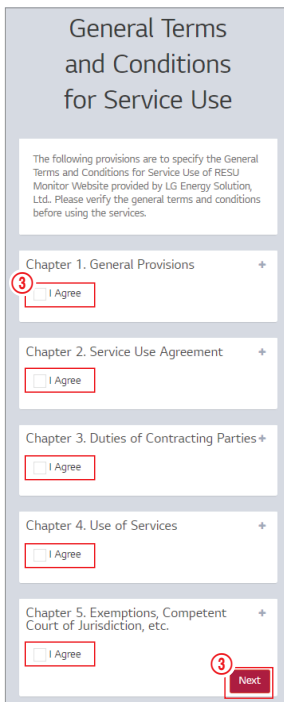 General Terms
and Conditions
for Service Use
The following provisions are to specify the General
Terms and Conditions for Service Use of RESU
Monitor Website provided by LG Energy Solution,
Ltd.. Please verify the general terms and conditions
before using the services.
Chapter 1. General Provisions +
③
I Agree
Chapter 2. Service Use Agreement +
I Agree
Chapter 3. Duties of Contracting Parties +
I Agree
Chapter 4. Use of Services +
I Agree
Chapter 5. Exemptions, Competent +
Court of Jurisdiction, etc.
I Agree
③
Next